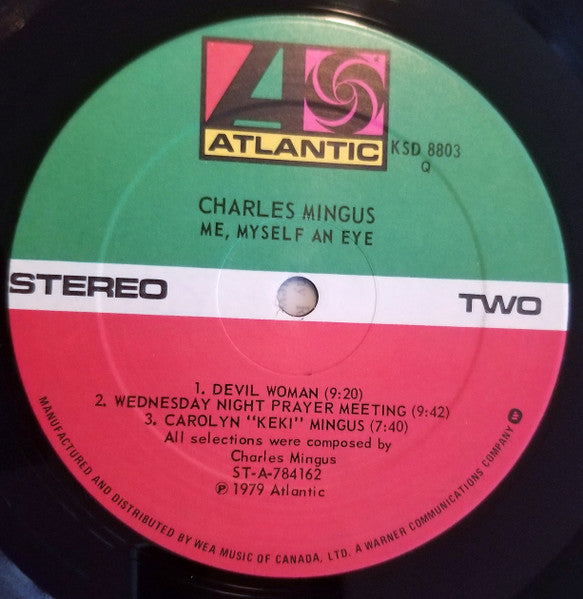 ATLANTIC
KSD 8803
Q
CHARLES MINGUS
ME, MYSELF AN EYE
STEREO
TWO
1. DEVIL WOMAN (9:20)
2. WEDNESDAY NIGHT PRAYER MEETING (9:42)
3. CAROLYN "KEKI" MINGUS (7:40)
All selections were composed by
Charles Mingus
ST-A-784162
℗ 1979 Atlantic
MANUFACTURED AND DISTRIBUTED BY WEA MUSIC OF CANADA, LTD. A WARNER COMMUNICATIONS COMPANY